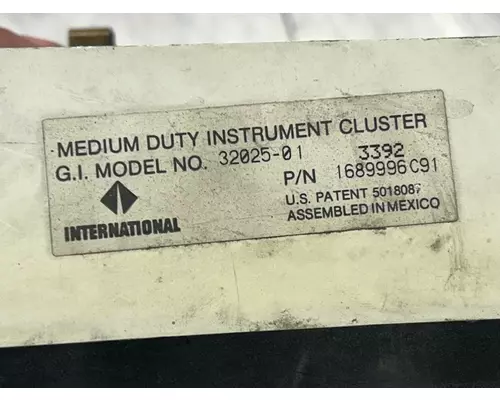 MEDIUM DUTY INSTRUMENT CLUSTER
G.I. MODEL NO. 32025-01 3392
P/N 1689996C91
U.S. PATENT 5018087
ASSEMBLED IN MEXICO
INTERNATIONAL